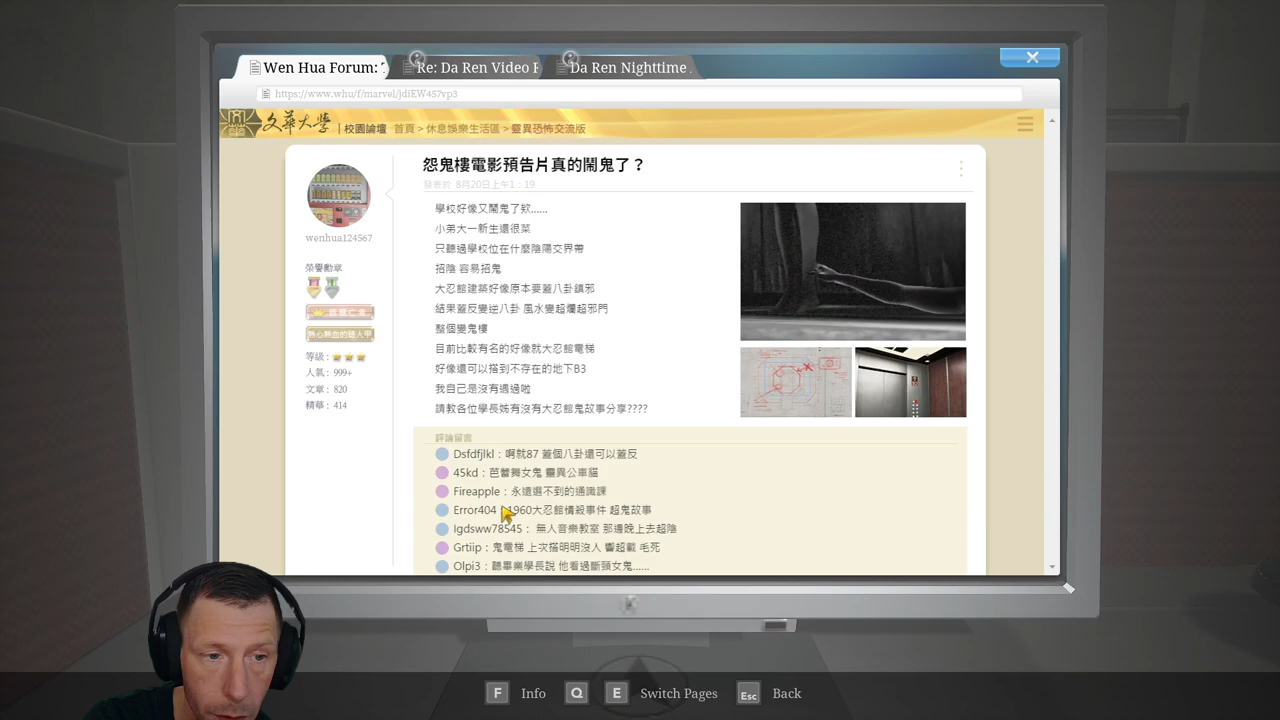 Wen Hua Forum:
Re: Da Ren Video
Da Ren Nighttime
https://www.whu/f/marvel/jdiEW457vp3
文華大學 | 校園論壇 首頁 > 休息娛樂生活區 > 靈異恐怖交流版
怨鬼樓電影預告片真的鬧鬼了？
發表於 8月20日上午1：19
wenhua124567
榮譽勳章
熱心熱血的鏈人甲
等級：
人氣：999+
文章：820
精華：414
學校好像又鬧鬼了欸......
小弟大一新生還很菜
只聽過學校位在什麼陰陽交界帶
招陰 容易招鬼
大忍館建築好像原本要蓋八卦鎮邪
結果蓋反變逆八卦 風水變超爛超邪門
整個變鬼樓
目前比較有名的好像就大忍館電梯
好像還可以搭到不存在的地下B3
我自己是沒有遇過啦
請教各位學長姊有沒有大忍館鬼故事分享????
評論留言
Dsfdfjlkl：啊就87 蓋個八卦還可以蓋反
45kd：芭蕾舞女鬼 靈異公車貓
Fireapple：永遠選不到的通識課
Error404：1960大忍館情殺事件 超鬼故事
Igdsww78545： 無人音樂教室 那邊晚上去超陰
Grtiip：鬼電梯 上次搭明明沒人 響超載 毛死
Olpi3：聽畢業學長說 他看過斷頭女鬼......
F Info Q E Switch Pages Esc Back